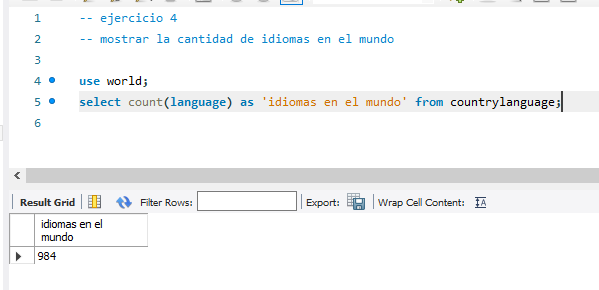 1 -- ejercicio 4
2 -- mostrar la cantidad de idiomas en el mundo
3
4 use world;
5 select count(language) as 'idiomas en el mundo' from countrylanguage;
6
Result Grid Filter Rows: Export: Wrap Cell Content: IA
idiomas en el
mundo
984